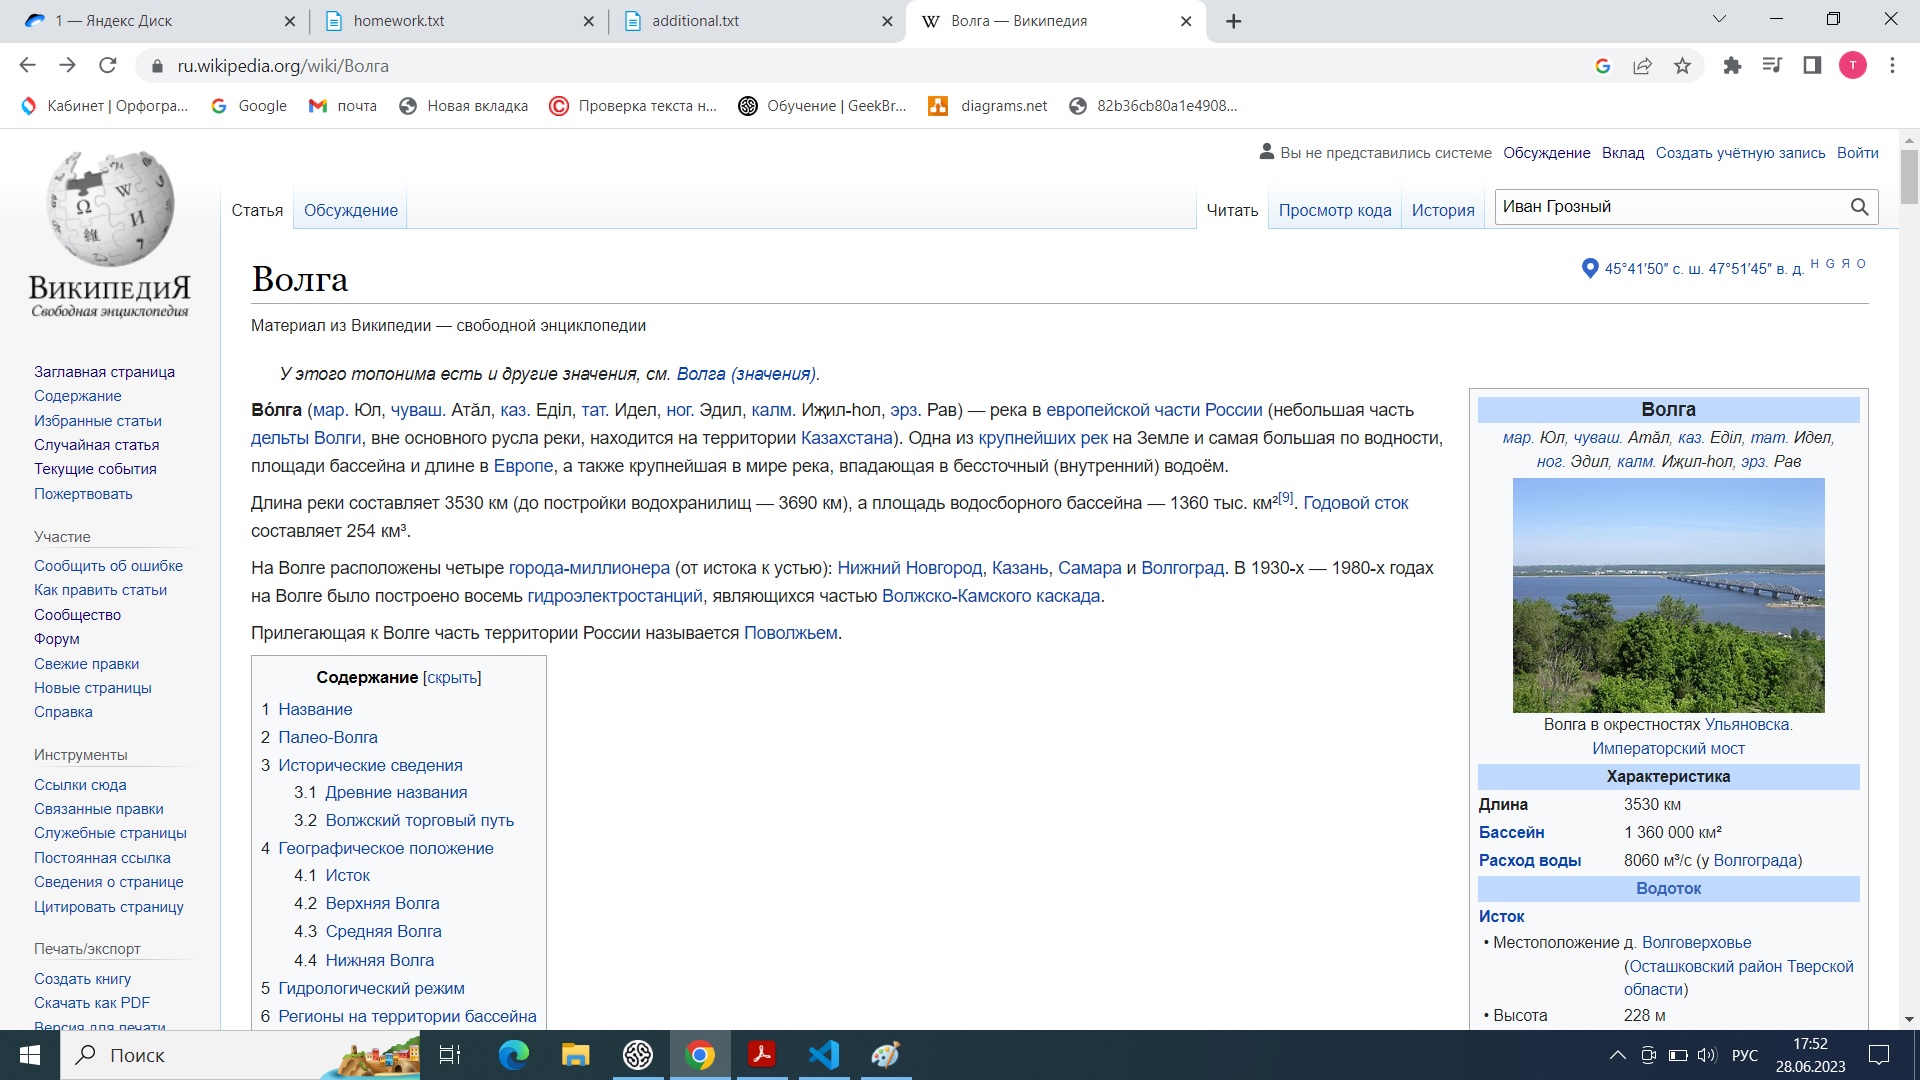 1 — Яндекс Диск
homework.txt
additional.txt
Волга — Википедия
ru.wikipedia.org/wiki/Волга
T
Кабинет | Орфогра...
Google
почта
Новая вкладка
Проверка текста н...
Обучение | GeekBr...
diagrams.net
82b36cb80a1e4908...
Вы не представились системе
Обсуждение
Вклад
Создать учётную запись
Войти
ВикипедиЯ
Свободная энциклопедия
Статья
Обсуждение
Читать
Просмотр кода
История
Иван Грозный
Волга
45°41′50″ с. ш. 47°51′45″ в. д. H G Я O
Материал из Википедии — свободной энциклопедии
У этого топонима есть и другие значения, см. Волга (значения).
Во́лга (мар. Юл, чуваш. Атӑл, каз. Еділ, тат. Идел, ног. Эдил, калм. Иҗил-һол, эрз. Рав) — река в европейской части России (небольшая часть
дельты Волги, вне основного русла реки, находится на территории Казахстана). Одна из крупнейших рек на Земле и самая большая по водности,
площади бассейна и длине в Европе, а также крупнейшая в мире река, впадающая в бессточный (внутренний) водоём.
Длина реки составляет 3530 км (до постройки водохранилищ — 3690 км), а площадь водосборного бассейна — 1360 тыс. км²[9]. Годовой сток
составляет 254 км³.
На Волге расположены четыре города-миллионера (от истока к устью): Нижний Новгород, Казань, Самара и Волгоград. В 1930-х — 1980-х годах
на Волге было построено восемь гидроэлектростанций, являющихся частью Волжско-Камского каскада.
Прилегающая к Волге часть территории России называется Поволжьем.
Содержание [скрыть]
1 Название
2 Палео-Волга
3 Исторические сведения
3.1 Древние названия
3.2 Волжский торговый путь
4 Географическое положение
4.1 Исток
4.2 Верхняя Волга
4.3 Средняя Волга
4.4 Нижняя Волга
5 Гидрологический режим
6 Регионы на территории бассейна
Заглавная страница
Содержание
Избранные статьи
Случайная статья
Текущие события
Пожертвовать
Участие
Сообщить об ошибке
Как править статьи
Сообщество
Форум
Свежие правки
Новые страницы
Справка
Инструменты
Ссылки сюда
Связанные правки
Служебные страницы
Постоянная ссылка
Сведения о странице
Цитировать страницу
Печать/экспорт
Создать книгу
Скачать как PDF
Версия для печати
Волга
мар. Юл, чуваш. Атӑл, каз. Еділ, тат. Идел,
ног. Эдил, калм. Иҗил-һол, эрз. Рав
Волга в окрестностях Ульяновска.
Императорский мост
Характеристика
Длина 3530 км
Бассейн 1 360 000 км²
Расход воды 8060 м³/с (у Волгограда)
Водоток
Исток
• Местоположение д. Волговерховье
(Осташковский район Тверской
области)
• Высота 228 м
Поиск
РУС
17:52
28.06.2023